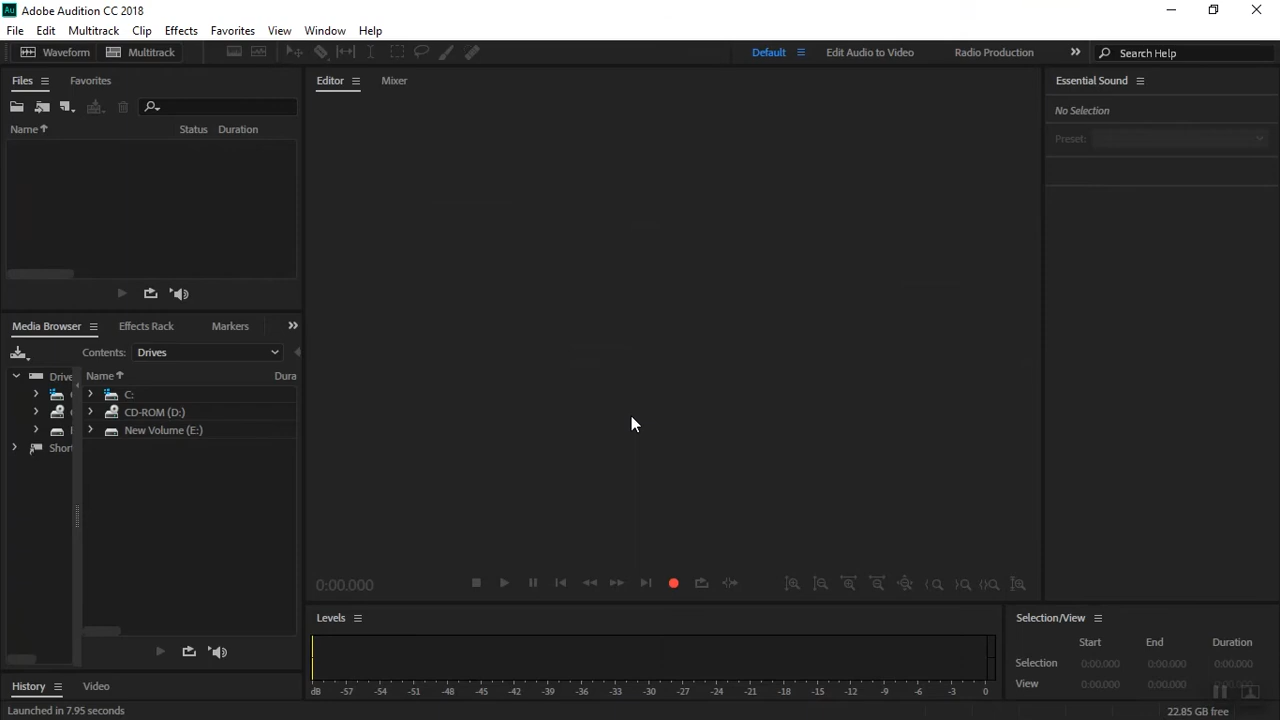 Au Adobe Audition CC 2018
File Edit Multitrack Clip Effects Favorites View Window Help
Waveform Multitrack Default Edit Audio to Video Radio Production Search Help
Files Favorites Editor Mixer Essential Sound
No Selection
Name Status Duration
Preset:
Media Browser Effects Rack Markers
Contents: Drives
Drive Name Dura
C:
CD-ROM (D:)
New Volume (E:)
Short
0:00.000
Levels Selection/View
Start End Duration
Selection 0:00.000 0:00.000 0:00.000
View 0:00.000 0:00.000 0:00.000
dB -57 -54 -51 -48 -45 -42 -39 -36 -33 -30 -27 -24 -21 -18 -15 -12 -9 -6 -3 0
History Video
Launched in 7.95 seconds 22.85 GB free